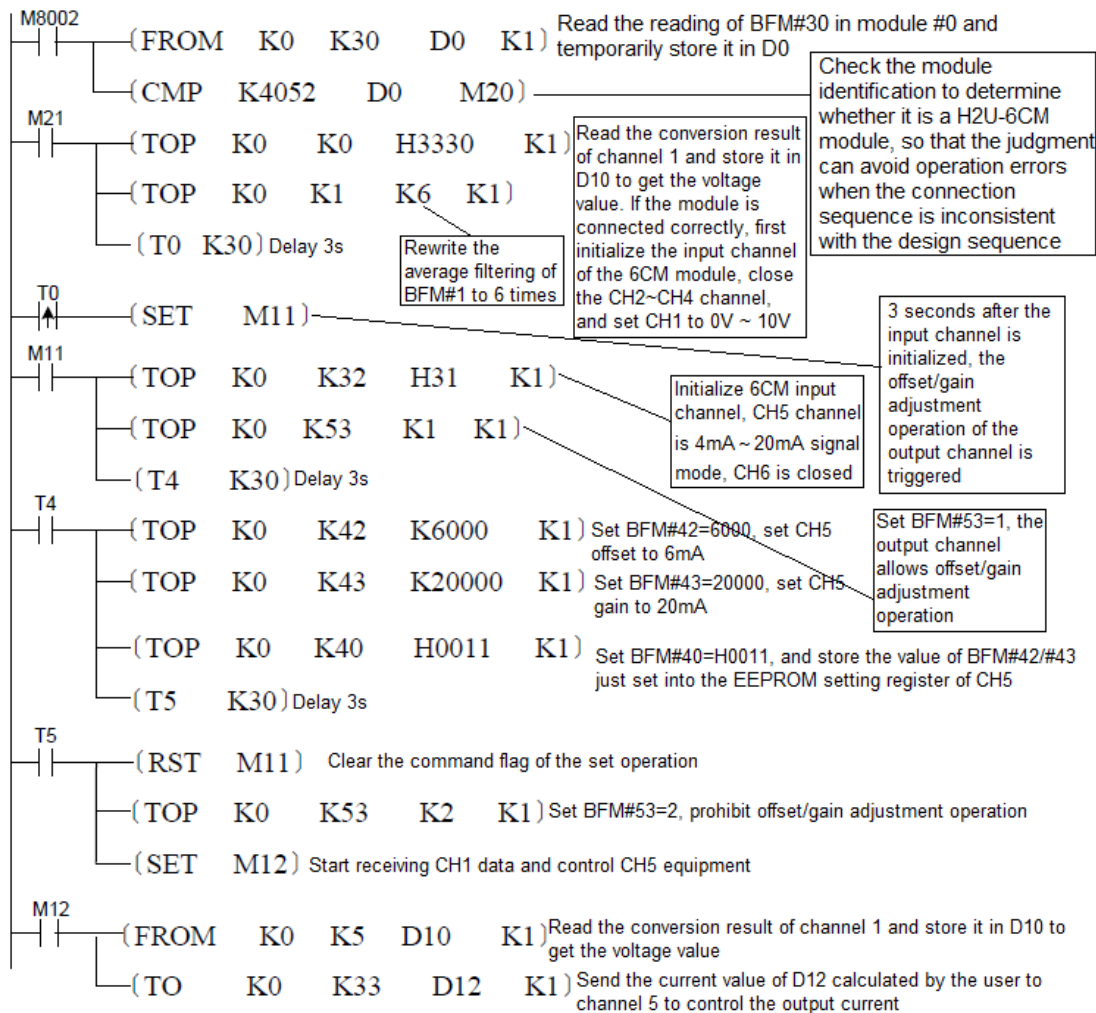 M8002
(FROM K0 K30 D0 K1) Read the reading of BFM#30 in module #0 and
temporarily store it in D0
(CMP K4052 D0 M20)
Check the module
identification to determine
whether it is a H2U-6CM
module, so that the judgment
can avoid operation errors
when the connection
sequence is inconsistent
with the design sequence
M21
(TOP K0 K0 H3330 K1)
(TOP K0 K1 K6 K1)
(T0 K30) Delay 3s
Rewrite the
average filtering of
BFM#1 to 6 times
Read the conversion result
of channel 1 and store it in
D10 to get the voltage
value. If the module is
connected correctly, first
initialize the input channel
of the 6CM module, close
the CH2~CH4 channel,
and set CH1 to 0V ~ 10V
T0
(SET M11)
3 seconds after the
input channel is
initialized, the
offset/gain
adjustment
operation of the
output channel is
triggered
M11
(TOP K0 K32 H31 K1)
(TOP K0 K53 K1 K1)
(T4 K30) Delay 3s
Initialize 6CM input
channel, CH5 channel
is 4mA~20mA signal
mode, CH6 is closed
Set BFM#53=1, the
output channel
allows offset/gain
adjustment
operation
T4
(TOP K0 K42 K6000 K1) Set BFM#42=6000, set CH5
offset to 6mA
(TOP K0 K43 K20000 K1) Set BFM#43=20000, set CH5
gain to 20mA
(TOP K0 K40 H0011 K1) Set BFM#40=H0011, and store the value of BFM#42/#43
just set into the EEPROM setting register of CH5
(T5 K30) Delay 3s
T5
(RST M11) Clear the command flag of the set operation
(TOP K0 K53 K2 K1) Set BFM#53=2, prohibit offset/gain adjustment operation
(SET M12) Start receiving CH1 data and control CH5 equipment
M12
(FROM K0 K5 D10 K1) Read the conversion result of channel 1 and store it in D10 to
get the voltage value
(TO K0 K33 D12 K1) Send the current value of D12 calculated by the user to
channel 5 to control the output current